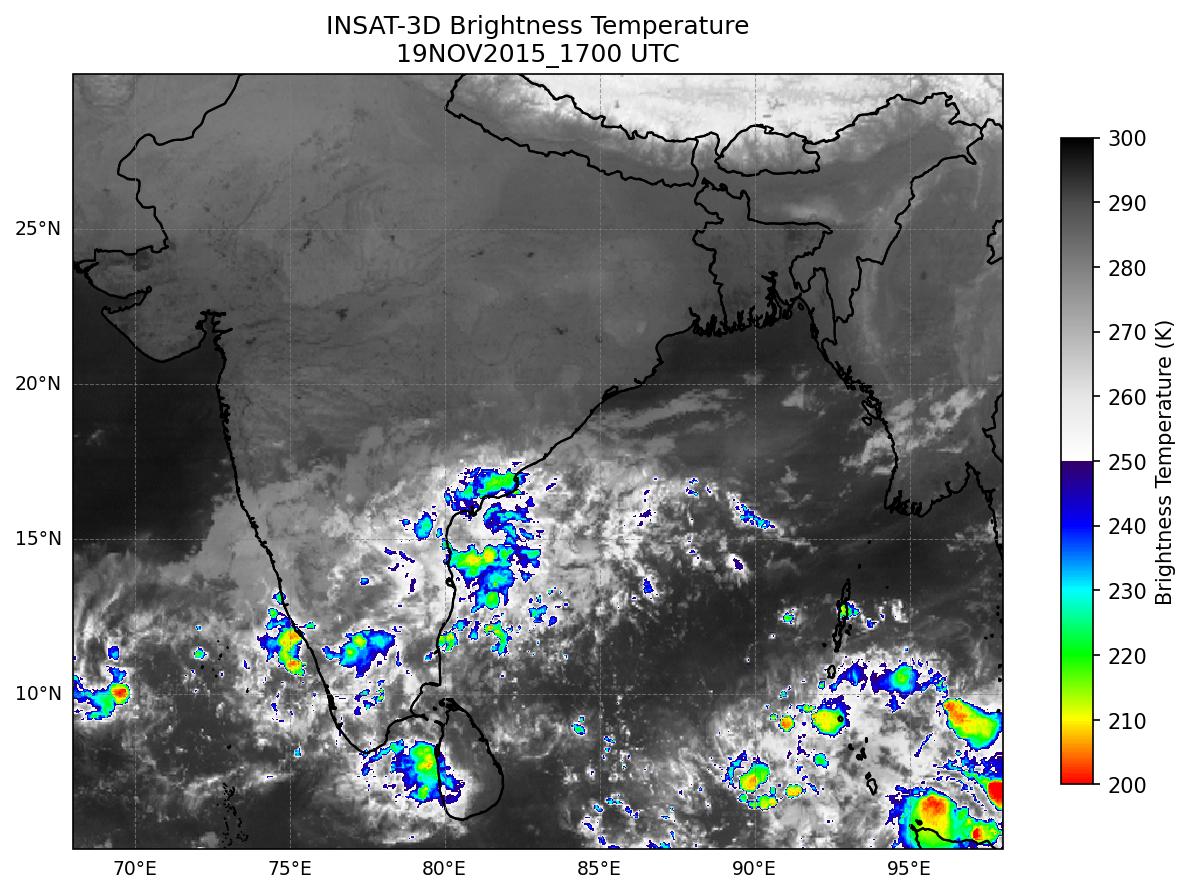 INSAT-3D Brightness Temperature
19NOV2015_1700 UTC
25°N
20°N
15°N
10°N
70°E
75°E
80°E
85°E
90°E
95°E
300
290
280
270
260
250
240
230
220
210
200
Brightness Temperature (K)